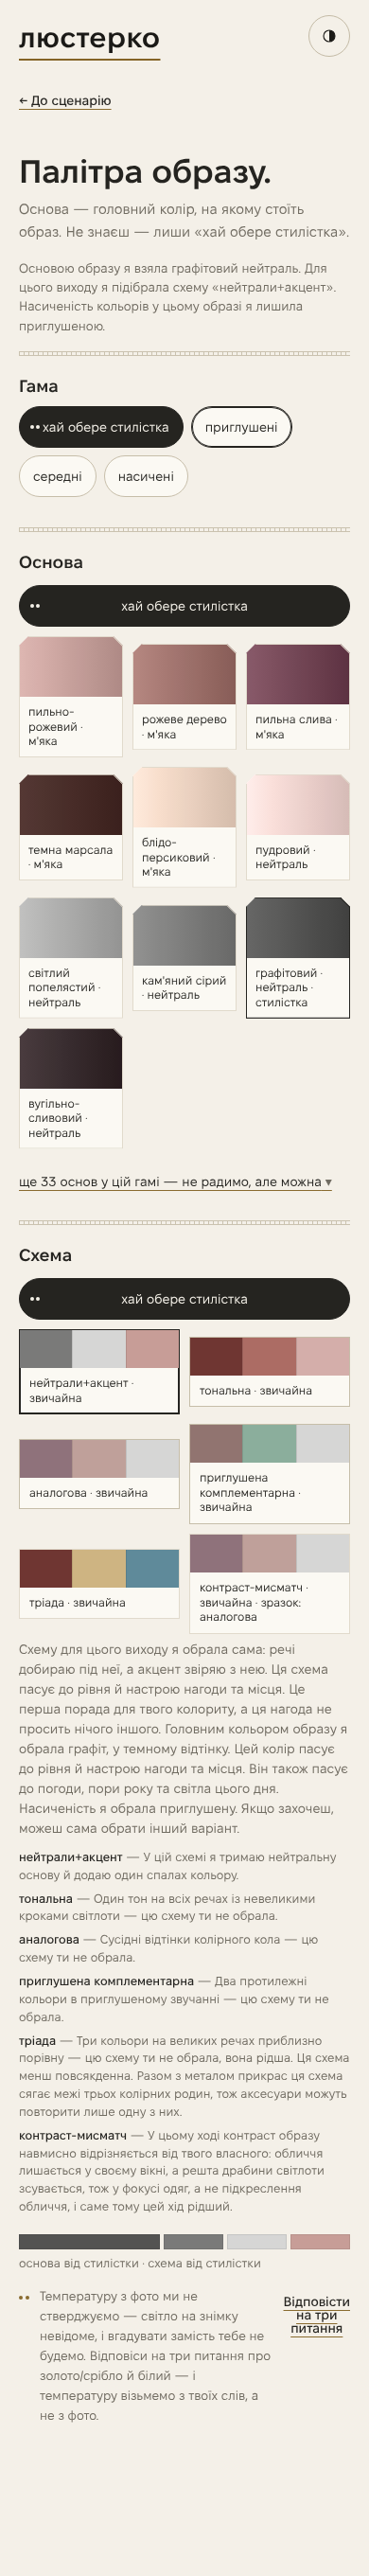 люстерко
← До сценарію
Палітра образу.
Основа — головний колір, на якому стоїть
образ. Не знаєш — лиши «хай обере стилістка».
Основою образу я взяла графітовий нейтраль. Для
цього виходу я підібрала схему «нейтрали+акцент».
Насиченість кольорів у цьому образі я лишила
приглушеною.
Гама
хай обере стилістка
приглушені
середні
насичені
Основа
хай обере стилістка
пильно-
рожевий ·
м'яка
рожеве дерево
· м'яка
пильна слива ·
м'яка
темна марсала
· м'яка
блідо-
персиковий ·
м'яка
пудровий ·
нейтраль
світлий
попелястий ·
нейтраль
кам'яний сірий
· нейтраль
графітовий ·
нейтраль ·
стилістка
вугільно-
сливовий ·
нейтраль
ще 33 основ у цій гамі — не радимо, але можна ▾
Схема
хай обере стилістка
нейтрали+акцент ·
звичайна
тональна · звичайна
аналогова · звичайна
приглушена
комплементарна ·
звичайна
тріада · звичайна
контраст-мисматч ·
звичайна · зразок:
аналогова
Схему для цього виходу я обрала сама: речі
добираю під неї, а акцент звіряю з нею. Ця схема
пасує до рівня й настрою нагоди та місця. Це
перша порада для твого колориту, а ця нагода не
просить нічого іншого. Головним кольором образу я
обрала графіт, у темному відтінку. Цей колір пасує
до рівня й настрою нагоди та місця. Він також пасує
до погоди, пори року та світла цього дня.
Насиченість я обрала приглушену. Якщо захочеш,
можеш сама обрати інший варіант.
нейтрали+акцент — У цій схемі я тримаю нейтральну
основу й додаю один спалах кольору.
тональна — Один тон на всіх речах із невеликими
кроками світлоти — цю схему ти не обрала.
аналогова — Сусідні відтінки колірного кола — цю
схему ти не обрала.
приглушена комплементарна — Два протилежні
кольори в приглушеному звучанні — цю схему ти не
обрала.
тріада — Три кольори на великих речах приблизно
порівну — цю схему ти не обрала, вона рідша. Ця схема
менш повсякденна. Разом з металом прикрас ця схема
сягає межі трьох колірних родин, тож аксесуари можуть
повторити лише одну з них.
контраст-мисматч — У цьому ході контраст образу
навмисно відрізняється від твого власного: обличчя
лишається у своєму вікні, а решта драбини світлоти
зсувається, тож у фокусі одяг, а не підкреслення
обличчя, і саме тому цей хід рідший.
основа від стилістки · схема від стилістки
Температуру з фото ми не
стверджуємо — світло на знімку
невідоме, і вгадувати замість тебе не
будемо. Відповіси на три питання про
золото/срібло й білий — і
температуру візьмемо з твоїх слів, а
не з фото.
Відповісти
на три
питання